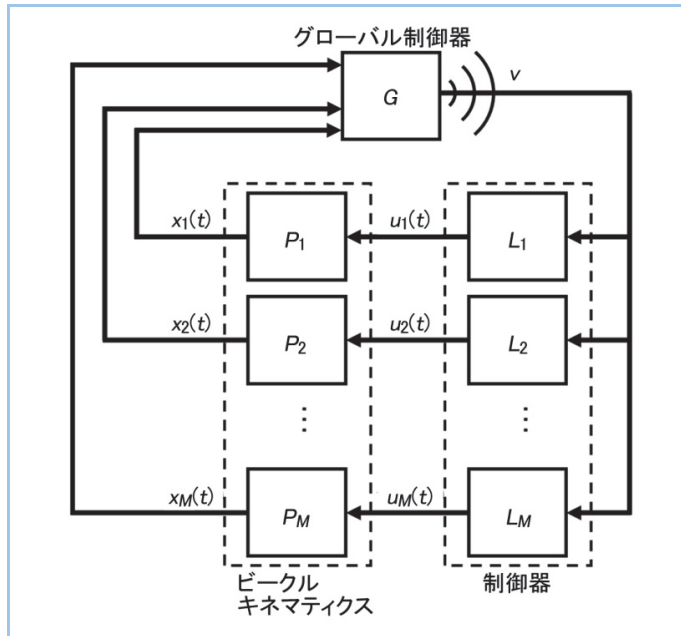 グローバル制御器
G
v
x1(t)
P1
u1(t)
L1
x2(t)
P2
u2(t)
L2
⋮
⋮
xM(t)
PM
uM(t)
LM
ビークル
キネマティクス
制御器